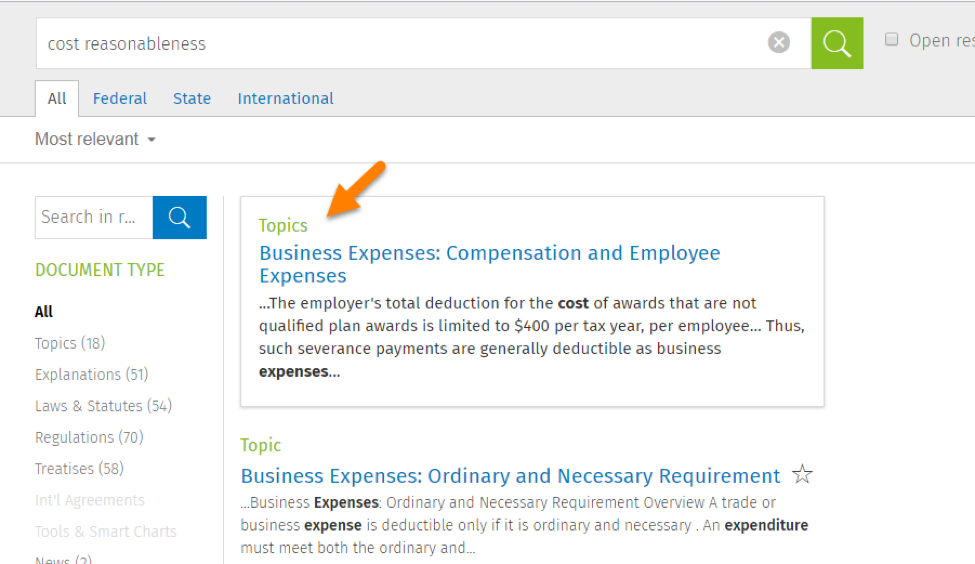 cost reasonableness
Open res
All Federal State International
Most relevant
Search in r...
DOCUMENT TYPE
All
Topics (18)
Explanations (51)
Laws & Statutes (54)
Regulations (70)
Treatises (58)
Int'l Agreements
Tools & Smart Charts
News (2)
Topics
Business Expenses: Compensation and Employee
Expenses
...The employer's total deduction for the cost of awards that are not
qualified plan awards is limited to $400 per tax year, per employee... Thus,
such severance payments are generally deductible as business
expenses...
Topic
Business Expenses: Ordinary and Necessary Requirement
...Business Expenses: Ordinary and Necessary Requirement Overview A trade or
business expense is deductible only if it is ordinary and necessary . An expenditure
must meet both the ordinary and...